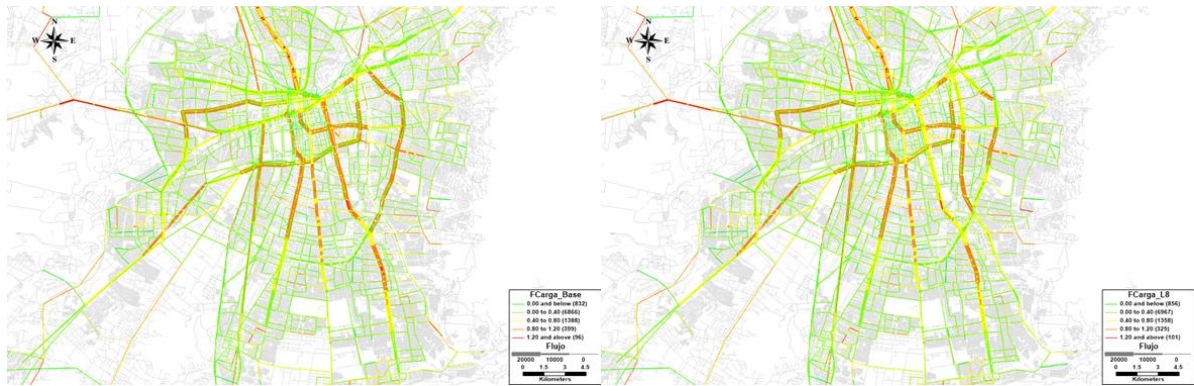 N
W E
S
FCarga_Base
0.00 and below (832)
0.00 to 0.40 (6866)
0.40 to 0.80 (1388)
0.80 to 1.20 (399)
1.20 and above (96)
Flujo
20000 10000 0
0 1.5 3 4.5
Kilometers
N
W E
S
FCarga_L8
0.00 and below (856)
0.00 to 0.40 (6967)
0.40 to 0.80 (1358)
0.80 to 1.20 (325)
1.20 and above (101)
Flujo
20000 10000 0
0 1.5 3 4.5
Kilometers